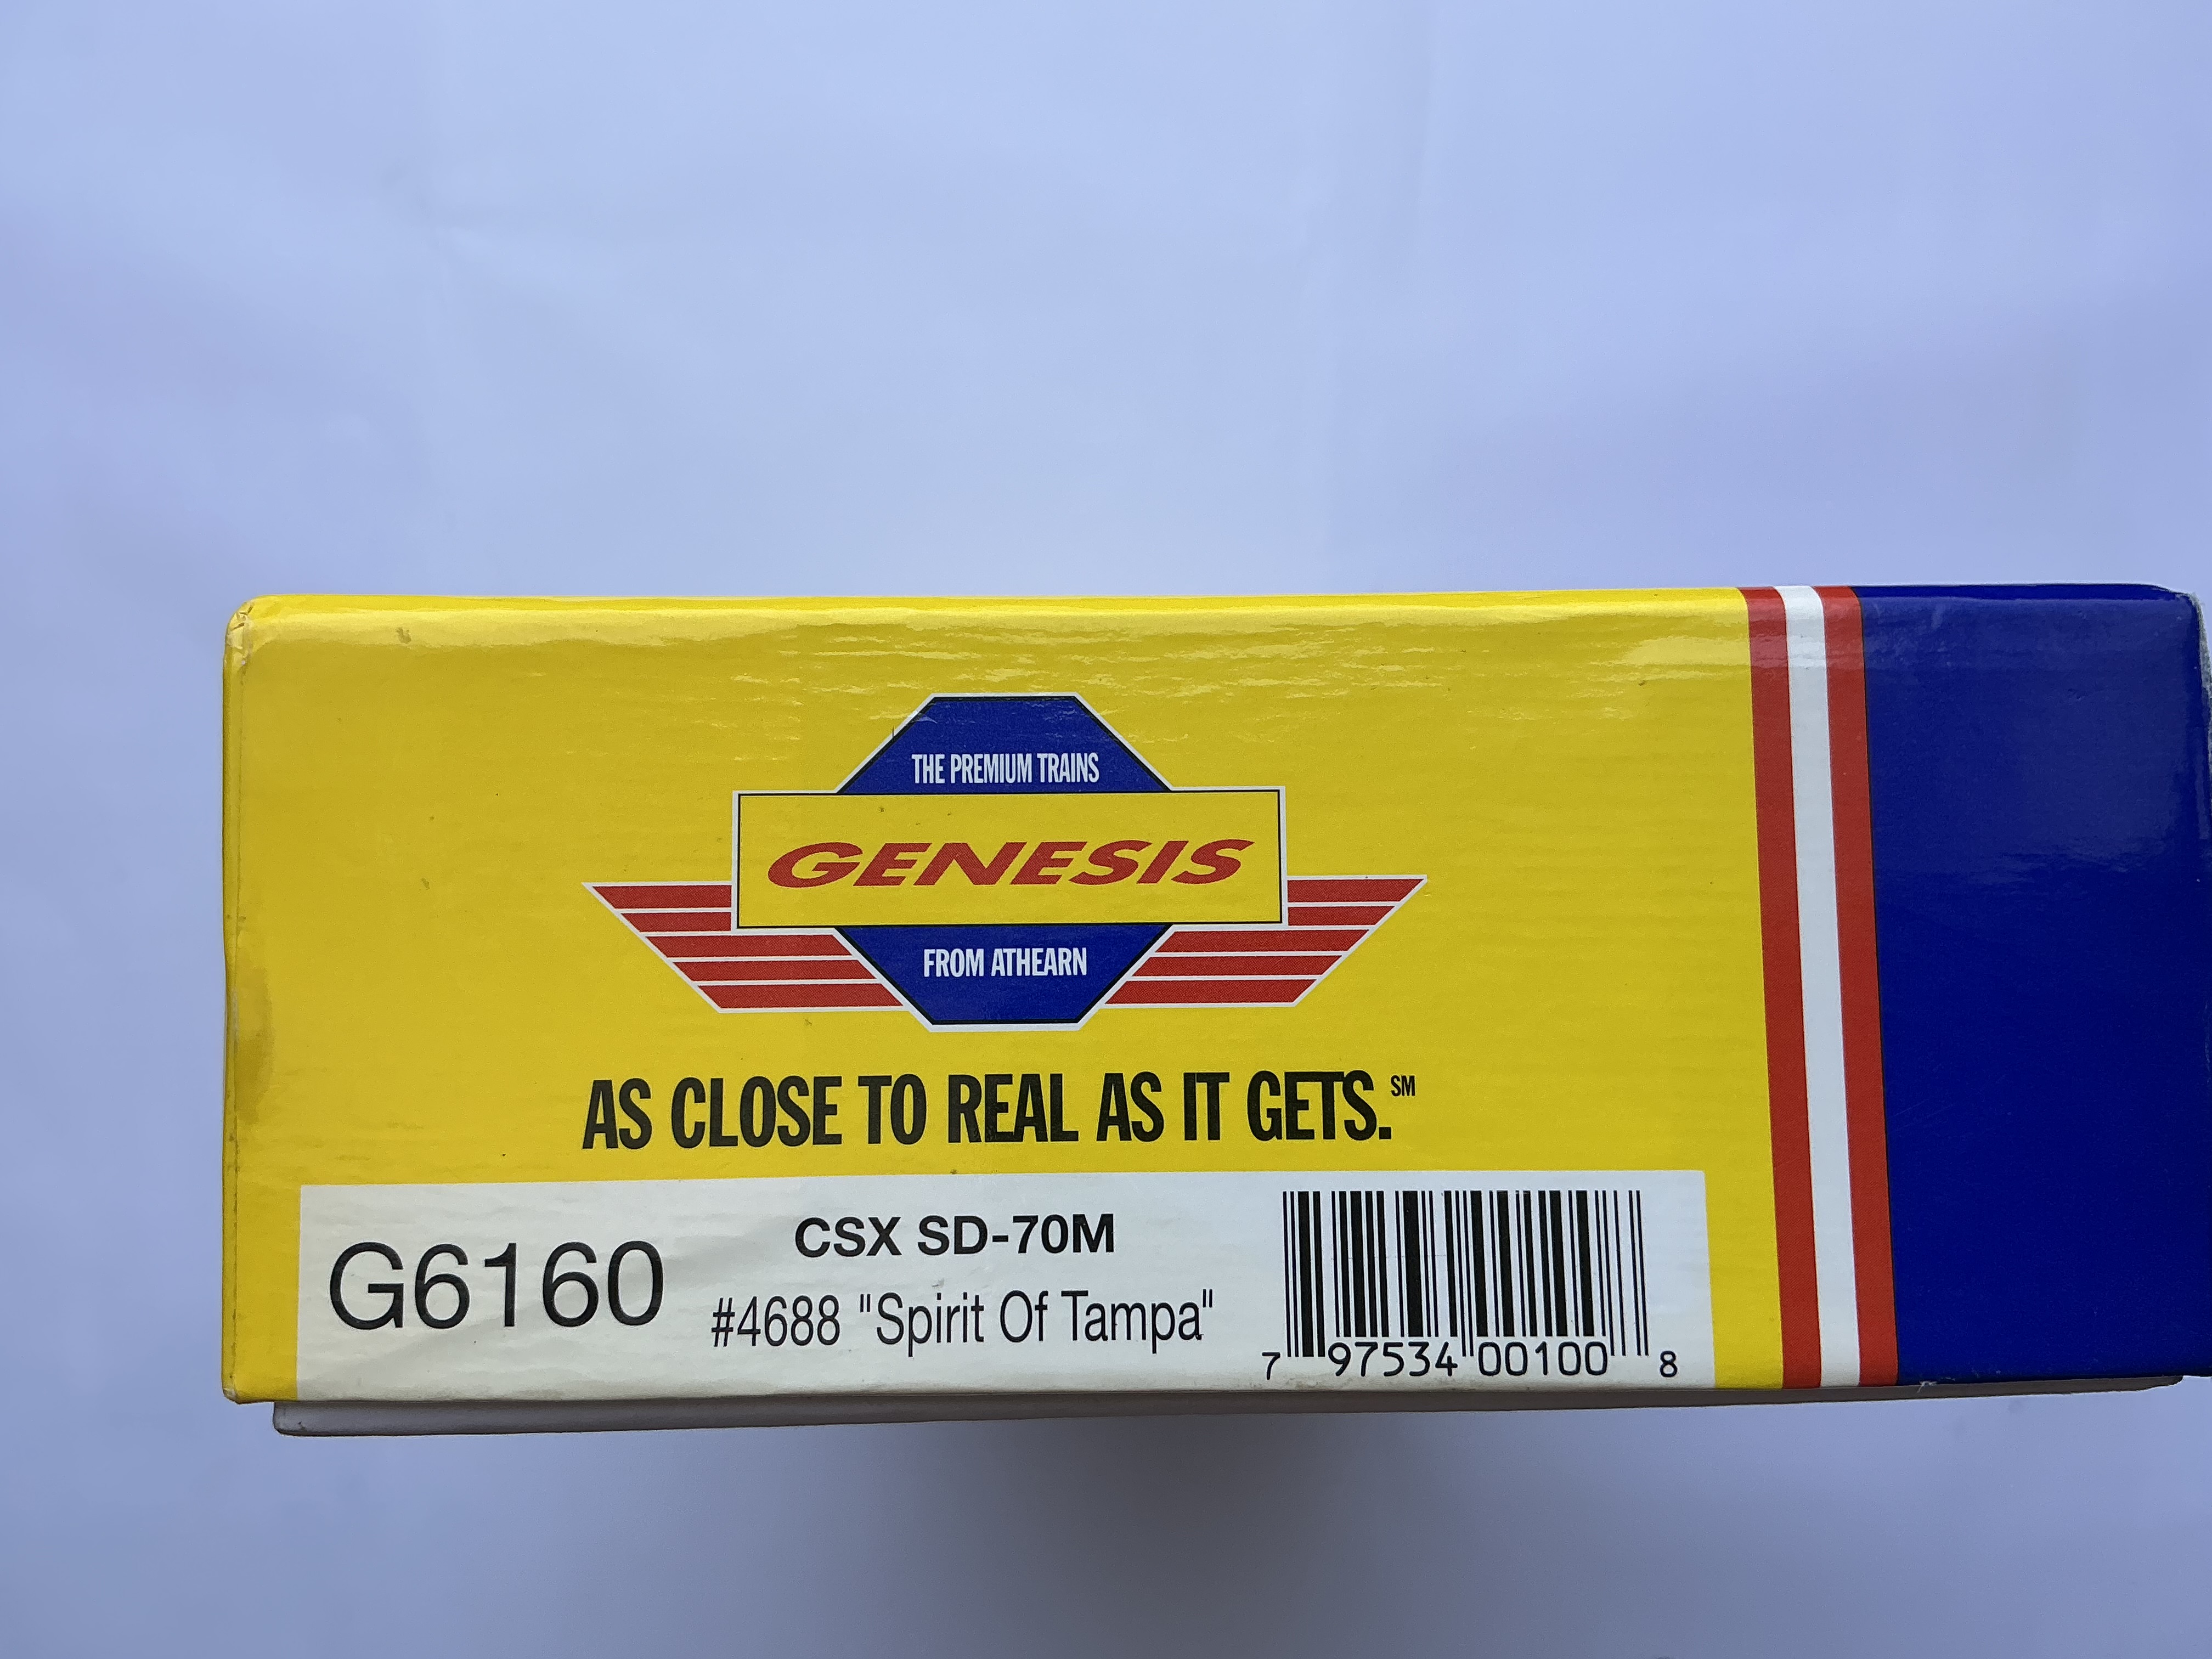 THE PREMIUM TRAINS
GENESIS
FROM ATHEARN
AS CLOSE TO REAL AS IT GETS.℠
G6160
CSX SD-70M
#4688 "Spirit Of Tampa"
7 97534 00100 8